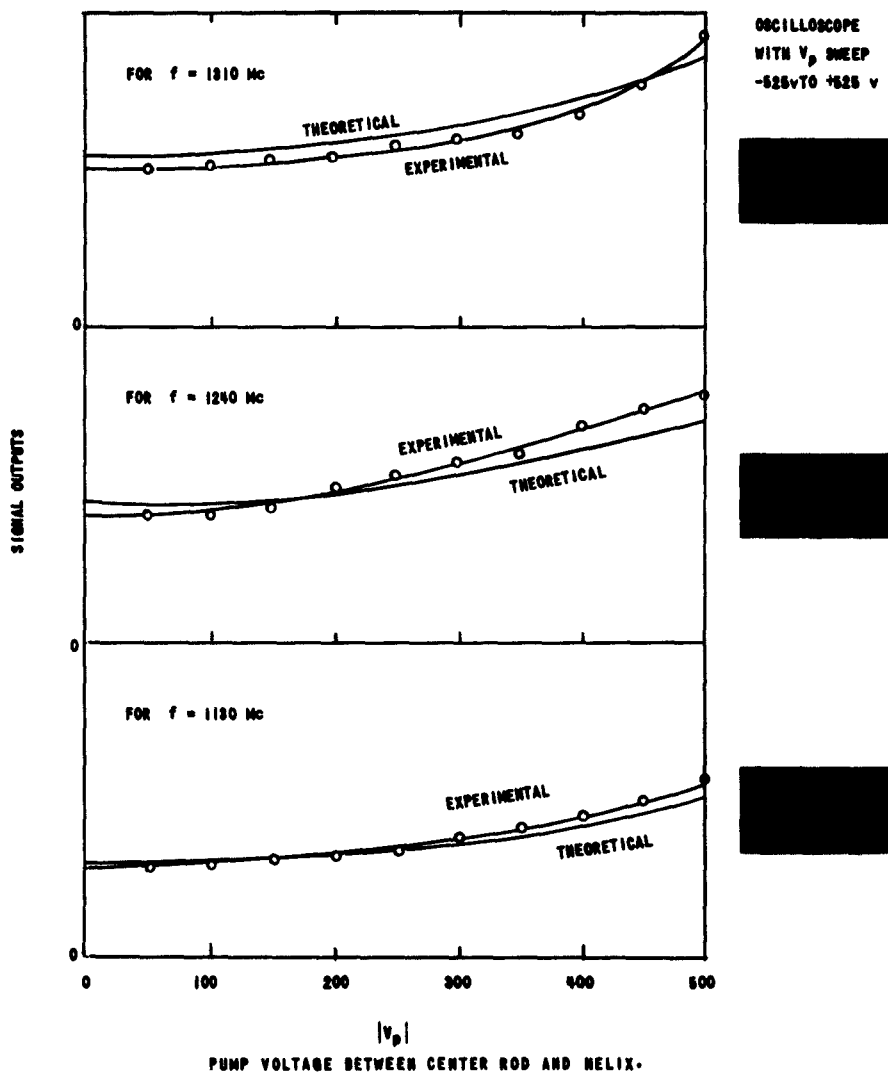 OSCILLOSCOPE
WITH Vp SWEEP
-525v TO +525 v
FOR f = 1310 Mc
THEORETICAL
EXPERIMENTAL
0
FOR f = 1240 Mc
EXPERIMENTAL
THEORETICAL
SIGNAL OUTPUTS
0
FOR f = 1130 Mc
EXPERIMENTAL
THEORETICAL
0
0 100 200 300 400 500
|Vp|
PUMP VOLTAGE BETWEEN CENTER ROD AND HELIX.